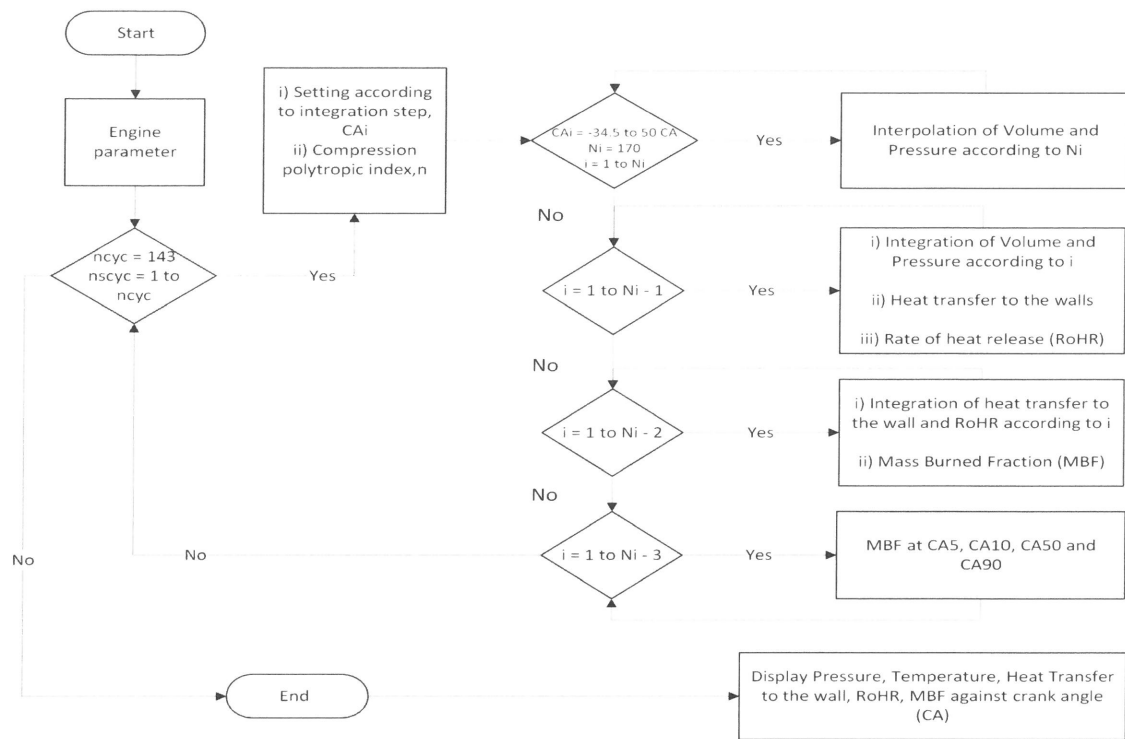 Start
Engine
parameter
ncyc = 143
nscyc = 1 to
ncyc
Yes
i) Setting according
to integration step,
CAi
ii) Compression
polytropic index,n
CAi = -34.5 to 50 CA
Ni = 170
i = 1 to Ni
Yes
Interpolation of Volume and
Pressure according to Ni
No
i = 1 to Ni - 1
Yes
i) Integration of Volume and
Pressure according to i
ii) Heat transfer to the walls
iii) Rate of heat release (RoHR)
No
i = 1 to Ni - 2
Yes
i) Integration of heat transfer to
the wall and RoHR according to i
ii) Mass Burned Fraction (MBF)
No
i = 1 to Ni - 3
Yes
MBF at CA5, CA10, CA50 and
CA90
No
No
End
Display Pressure, Temperature, Heat Transfer
to the wall, RoHR, MBF against crank angle
(CA)